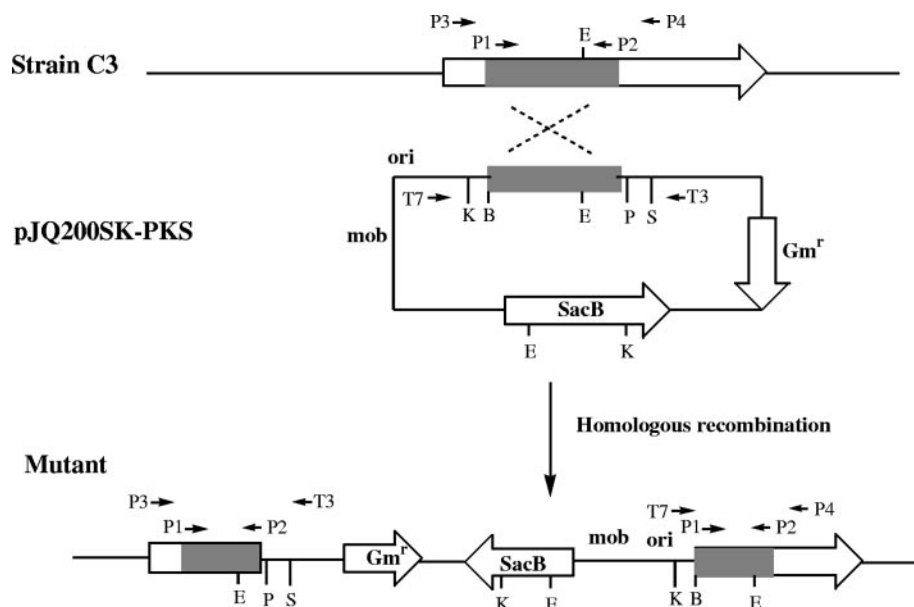 P3 P4
E
P1 P2
Strain C3
ori
T7 K B E P S T3
pJQ200SK-PKS
mob
Gmr
SacB
E K
Homologous recombination
Mutant
P3 T3 T7 P4
P1 P2 mob ori P1 P2
Gmr SacB
E P S K E K B E